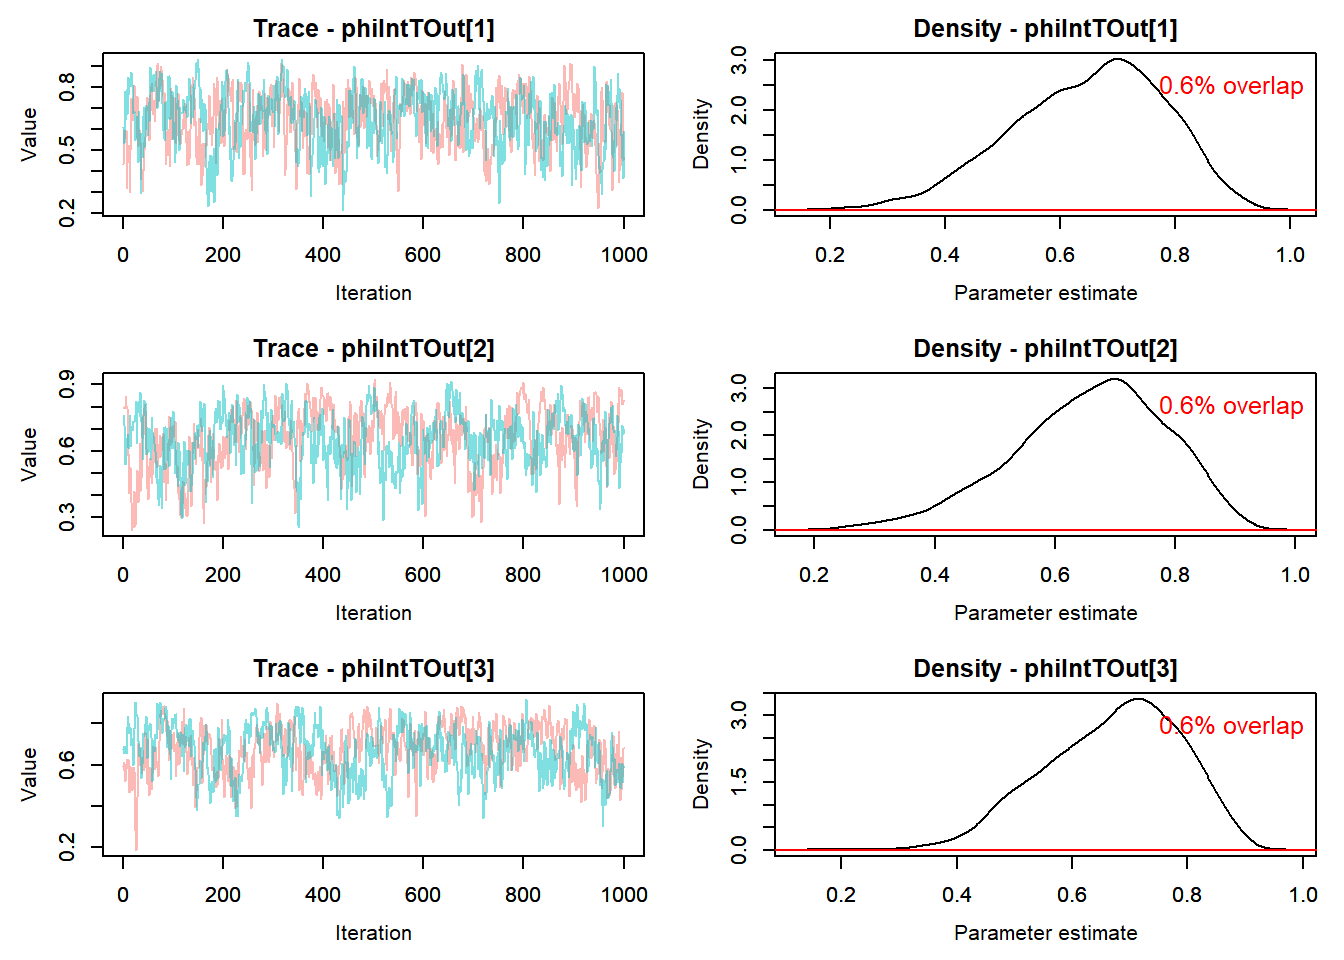 Trace - phiIntTOut[1]
Value
0.2 0.5 0.8
0 200 400 600 800 1000
Iteration
Density - phiIntTOut[1]
0.6% overlap
Density
0.0 1.0 2.0 3.0
0.2 0.4 0.6 0.8 1.0
Parameter estimate
Trace - phiIntTOut[2]
Value
0.3 0.6 0.9
0 200 400 600 800 1000
Iteration
Density - phiIntTOut[2]
0.6% overlap
Density
0.0 1.0 2.0 3.0
0.2 0.4 0.6 0.8 1.0
Parameter estimate
Trace - phiIntTOut[3]
Value
0.2 0.6
0 200 400 600 800 1000
Iteration
Density - phiIntTOut[3]
0.6% overlap
Density
0.0 1.5 3.0
0.2 0.4 0.6 0.8 1.0
Parameter estimate